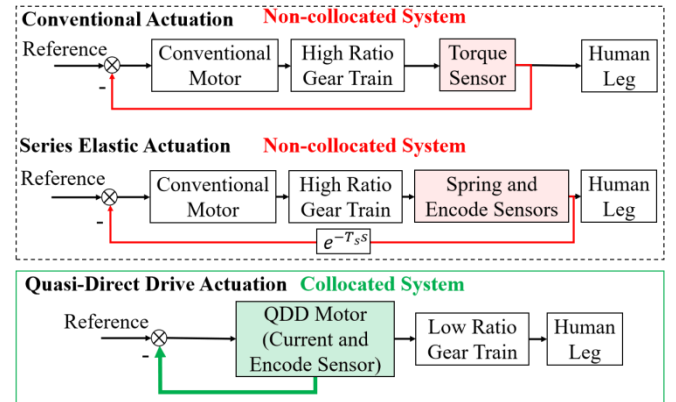 Conventional Actuation Non-collocated System
Reference
-
Conventional
Motor
High Ratio
Gear Train
Torque
Sensor
Human
Leg
Series Elastic Actuation Non-collocated System
Reference
-
Conventional
Motor
High Ratio
Gear Train
Spring and
Encode Sensors
Human
Leg
e^{-T_s s}
Quasi-Direct Drive Actuation Collocated System
Reference
-
QDD Motor
(Current and
Encode Sensor)
Low Ratio
Gear Train
Human
Leg